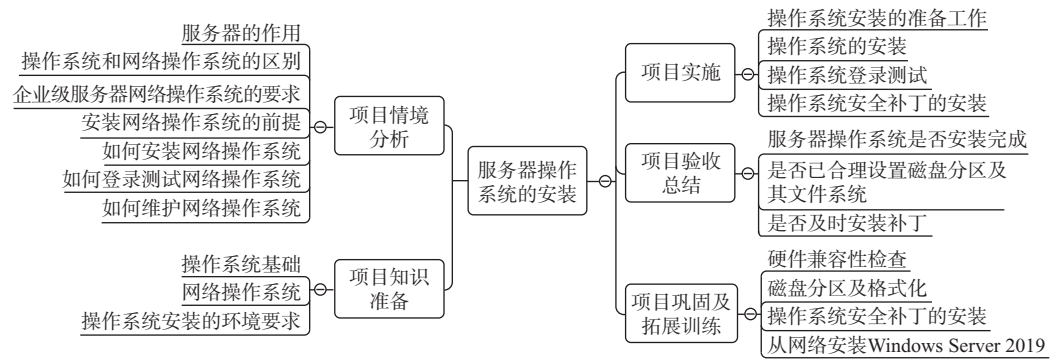 服务器的作用
操作系统和网络操作系统的区别
企业级服务器网络操作系统的要求
安装网络操作系统的前提
如何安装网络操作系统
如何登录测试网络操作系统
如何维护网络操作系统
项目情境
分析
操作系统基础
网络操作系统
操作系统安装的环境要求
项目知识
准备
服务器操作
系统的安装
项目实施
操作系统安装的准备工作
操作系统的安装
操作系统登录测试
操作系统安全补丁的安装
项目验收
总结
服务器操作系统是否安装完成
是否已合理设置磁盘分区及
其文件系统
是否及时安装补丁
项目巩固及
拓展训练
硬件兼容性检查
磁盘分区及格式化
操作系统安全补丁的安装
从网络安装Windows Server 2019